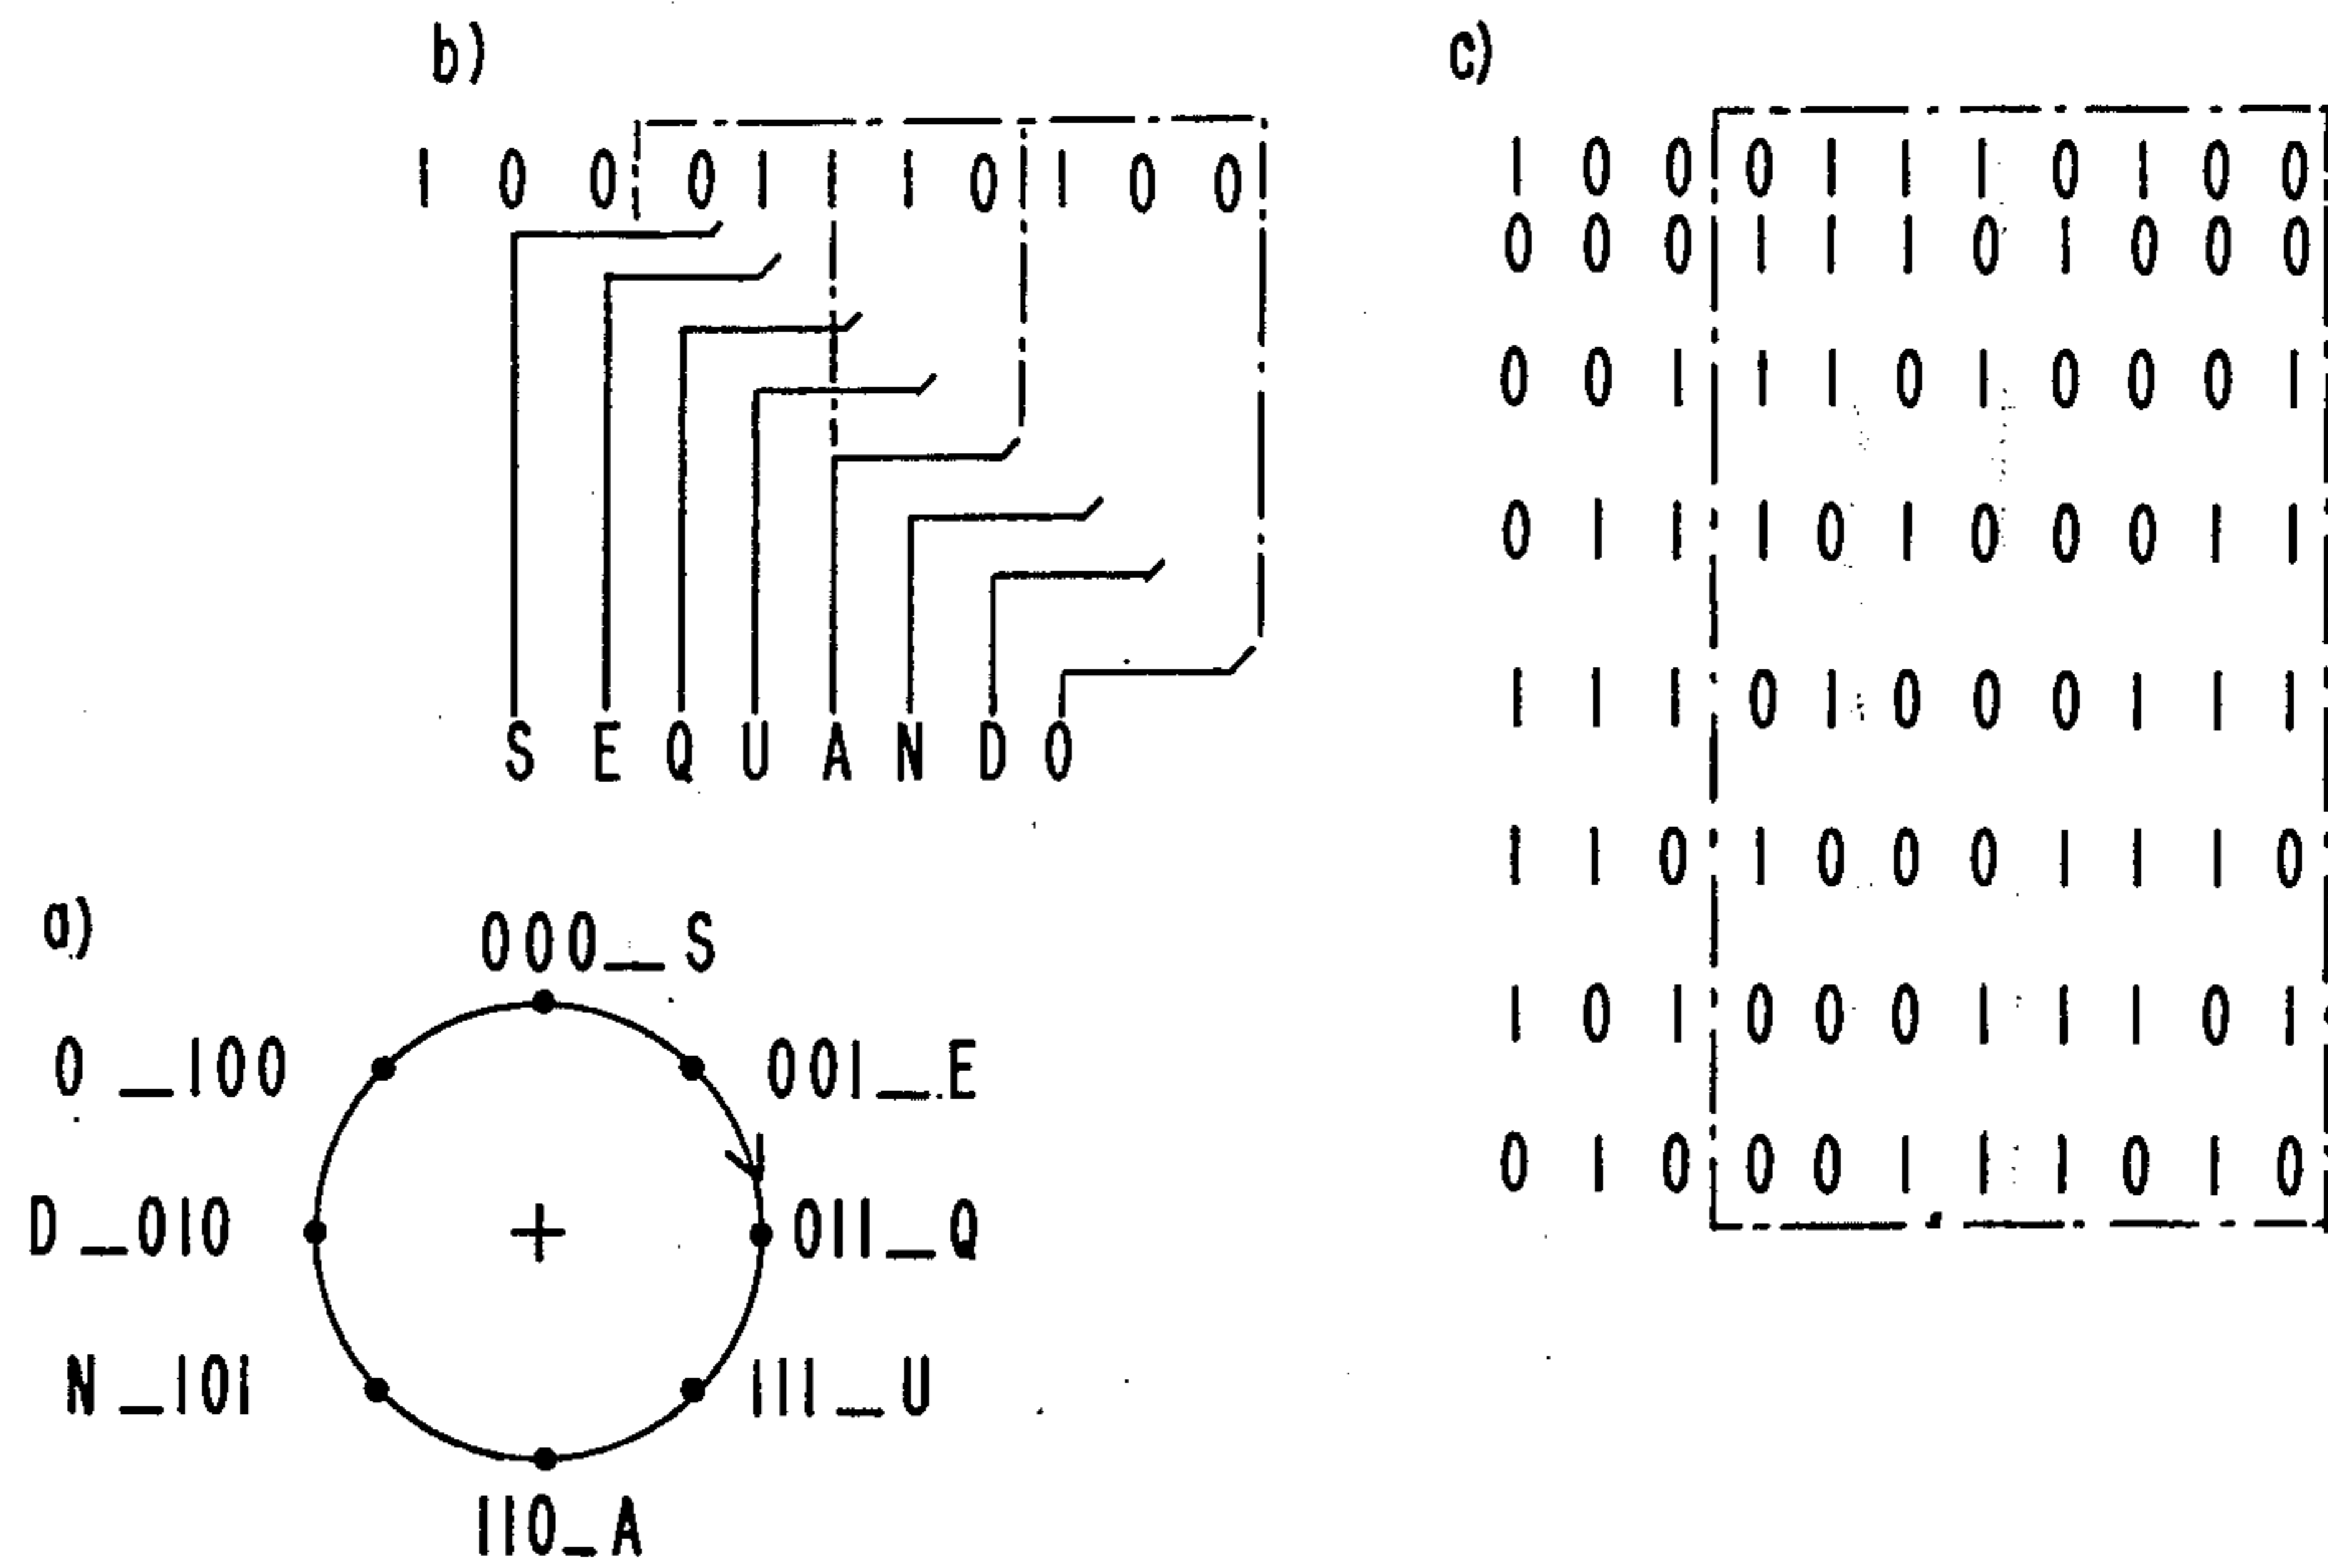 b)
1 0 0 0 1 1 1 0 1 0 0
S E Q U A N D O
c)
1 0 0 0 1 1 1 0 1 0 0
0 0 0 1 1 1 0 1 0 0 0
0 0 1 1 1 0 1 0 0 0 1
0 1 1 1 0 1 0 0 0 1 1
1 1 1 0 1 0 0 0 1 1 1
1 1 0 1 0 0 0 1 1 1 0
1 0 1 0 0 0 1 1 1 0 1
0 1 0 0 0 1 1 1 0 1 0
a)
000_S
0_100 001_E
D_010 011_Q
N_101 111_U
110_A